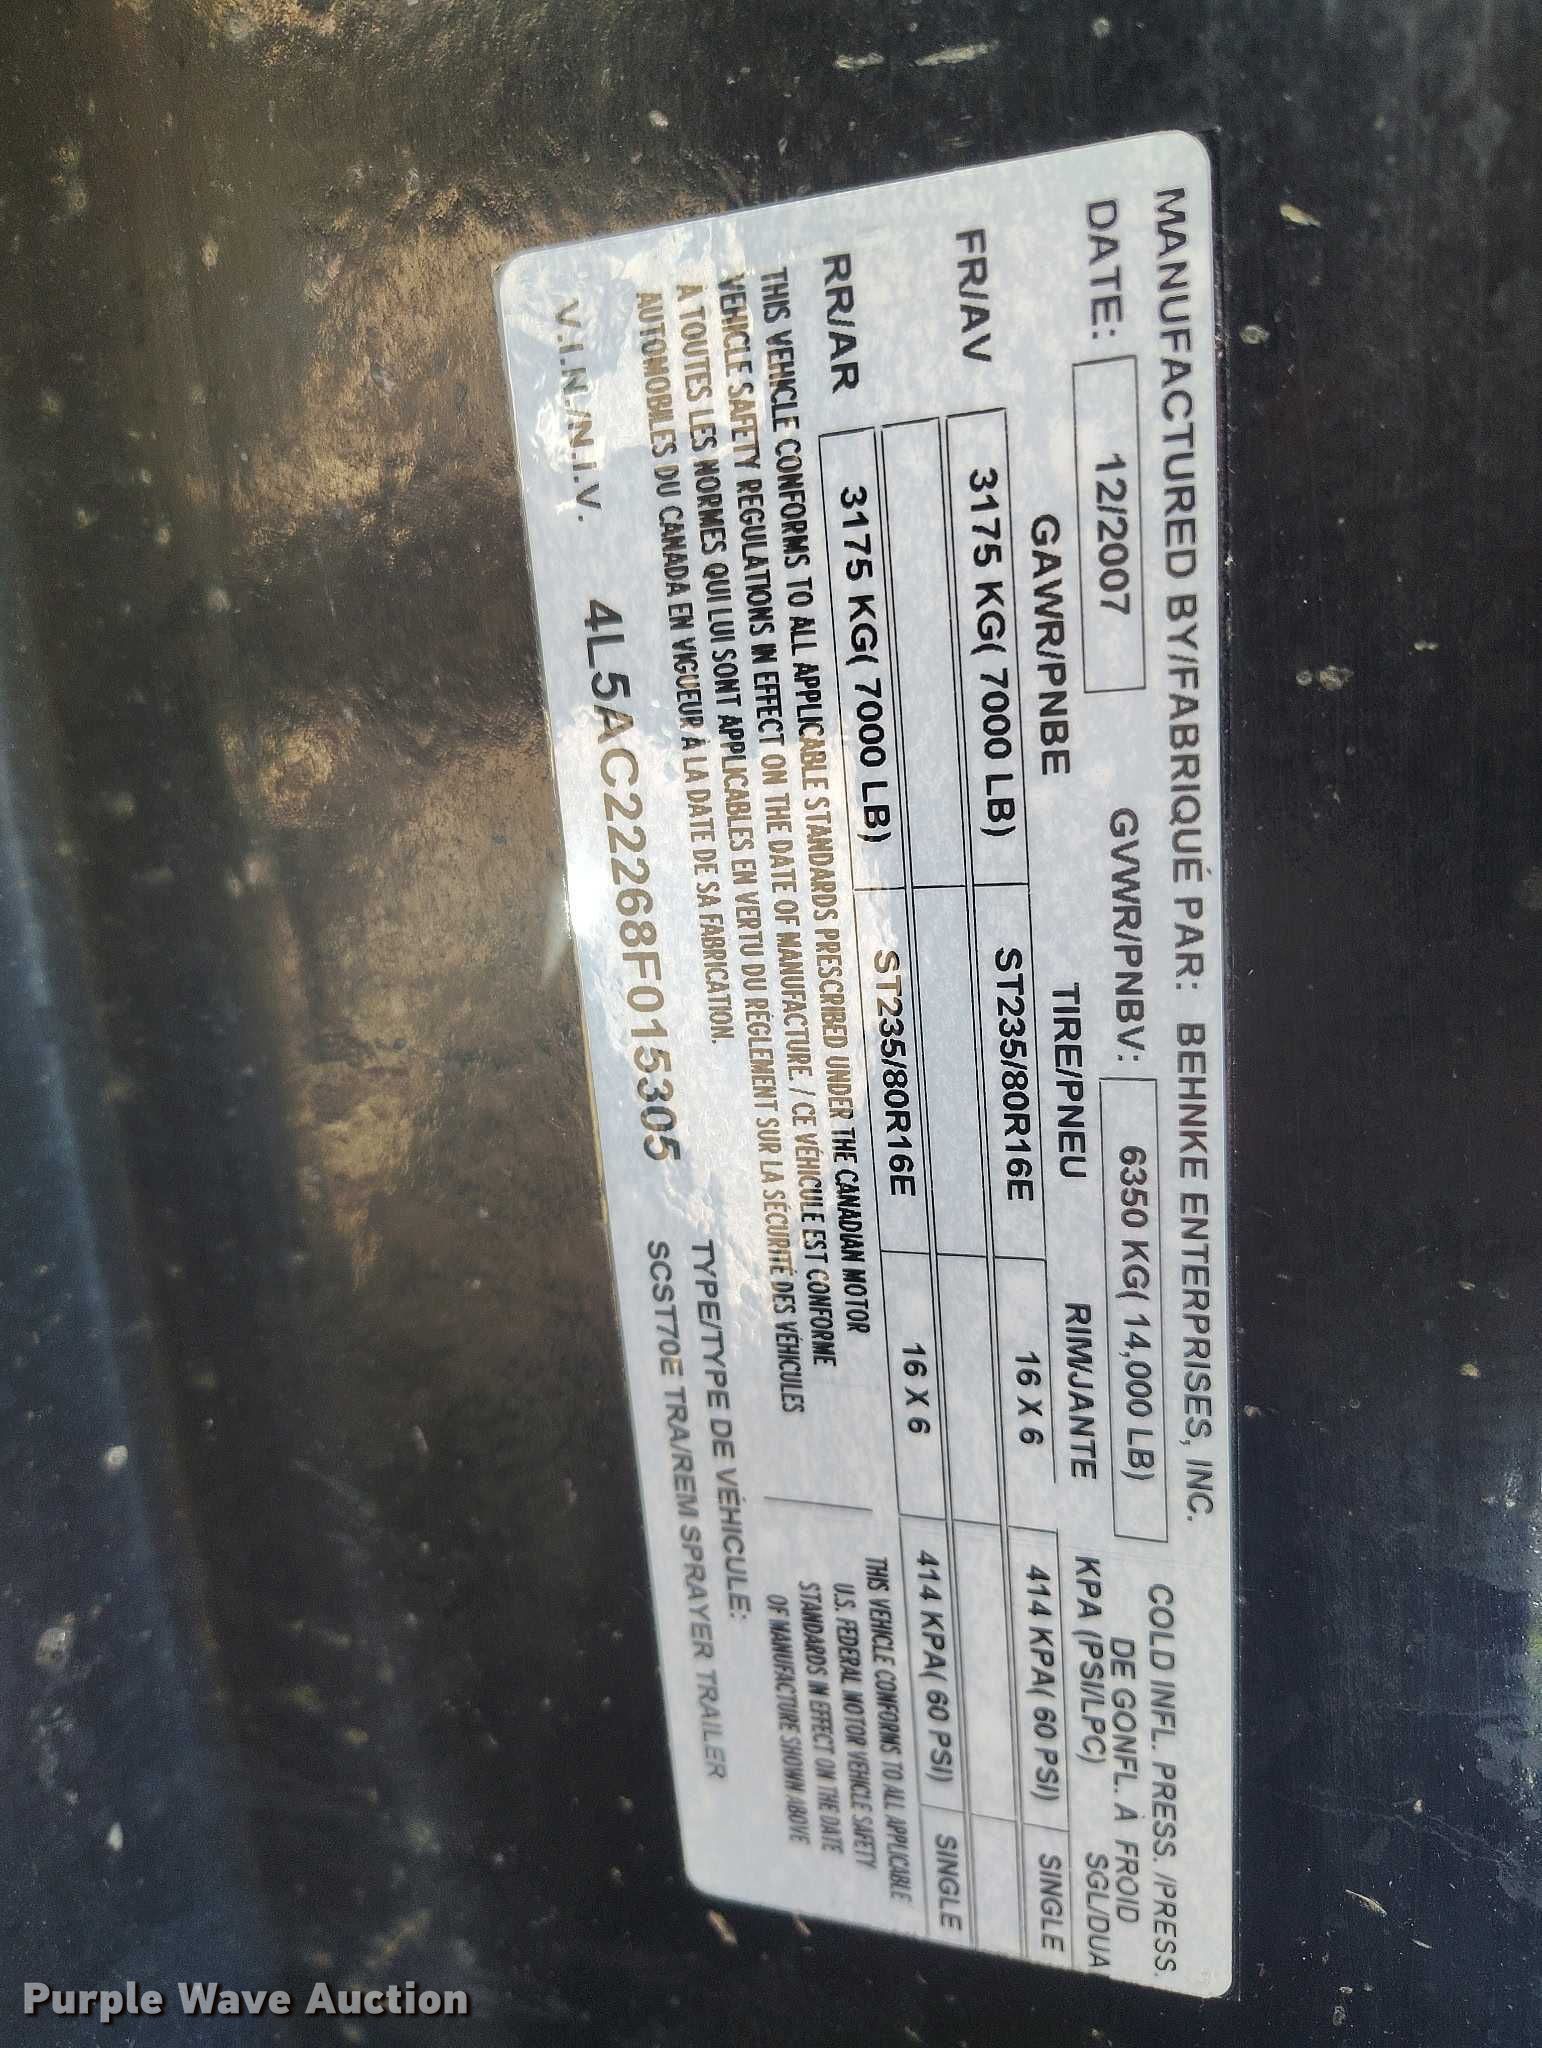 MANUFACTURED BY/FABRIQUÉ PAR: BEHNKE ENTERPRISES, INC.
DATE: 12/2007 GVWR/PNBV: 6350 KG( 14,000 LB)
COLD INFL. PRESS. /PRESS.
DE GONFL. À FROID
GAWR/PNBE TIRE/PNEU RIM/JANTE KPA (PSI/LPC) SGL/DUA
FR/AV 3175 KG( 7000 LB) ST235/80R16E 16 X 6 414 KPA( 60 PSI) SINGLE
RR/AR 3175 KG( 7000 LB) ST235/80R16E 16 X 6 414 KPA( 60 PSI) SINGLE
THIS VEHICLE CONFORMS TO ALL APPLICABLE STANDARDS PRESCRIBED UNDER THE CANADIAN MOTOR
VEHICLE SAFETY REGULATIONS IN EFFECT ON THE DATE OF MANUFACTURE. / CE VÉHICULE EST CONFORME
À TOUTES LES NORMES QUI LUI SONT APPLICABLES EN VERTU DU RÉGLEMENT SUR LA SÉCURITÉ DES VÉHICULES
AUTOMOBILES DU CANADA EN VIGUEUR À LA DATE DE SA FABRICATION.
THIS VEHICLE CONFORMS TO ALL APPLICABLE
U.S. FEDERAL MOTOR VEHICLE SAFETY
STANDARDS IN EFFECT ON THE DATE
OF MANUFACTURE SHOWN ABOVE
V.I.N./N.I.V. 4L5AC22268F015305
TYPE/TYPE DE VÉHICULE:
SCST70E TRA/REM SPRAYER TRAILER
Purple Wave Auction